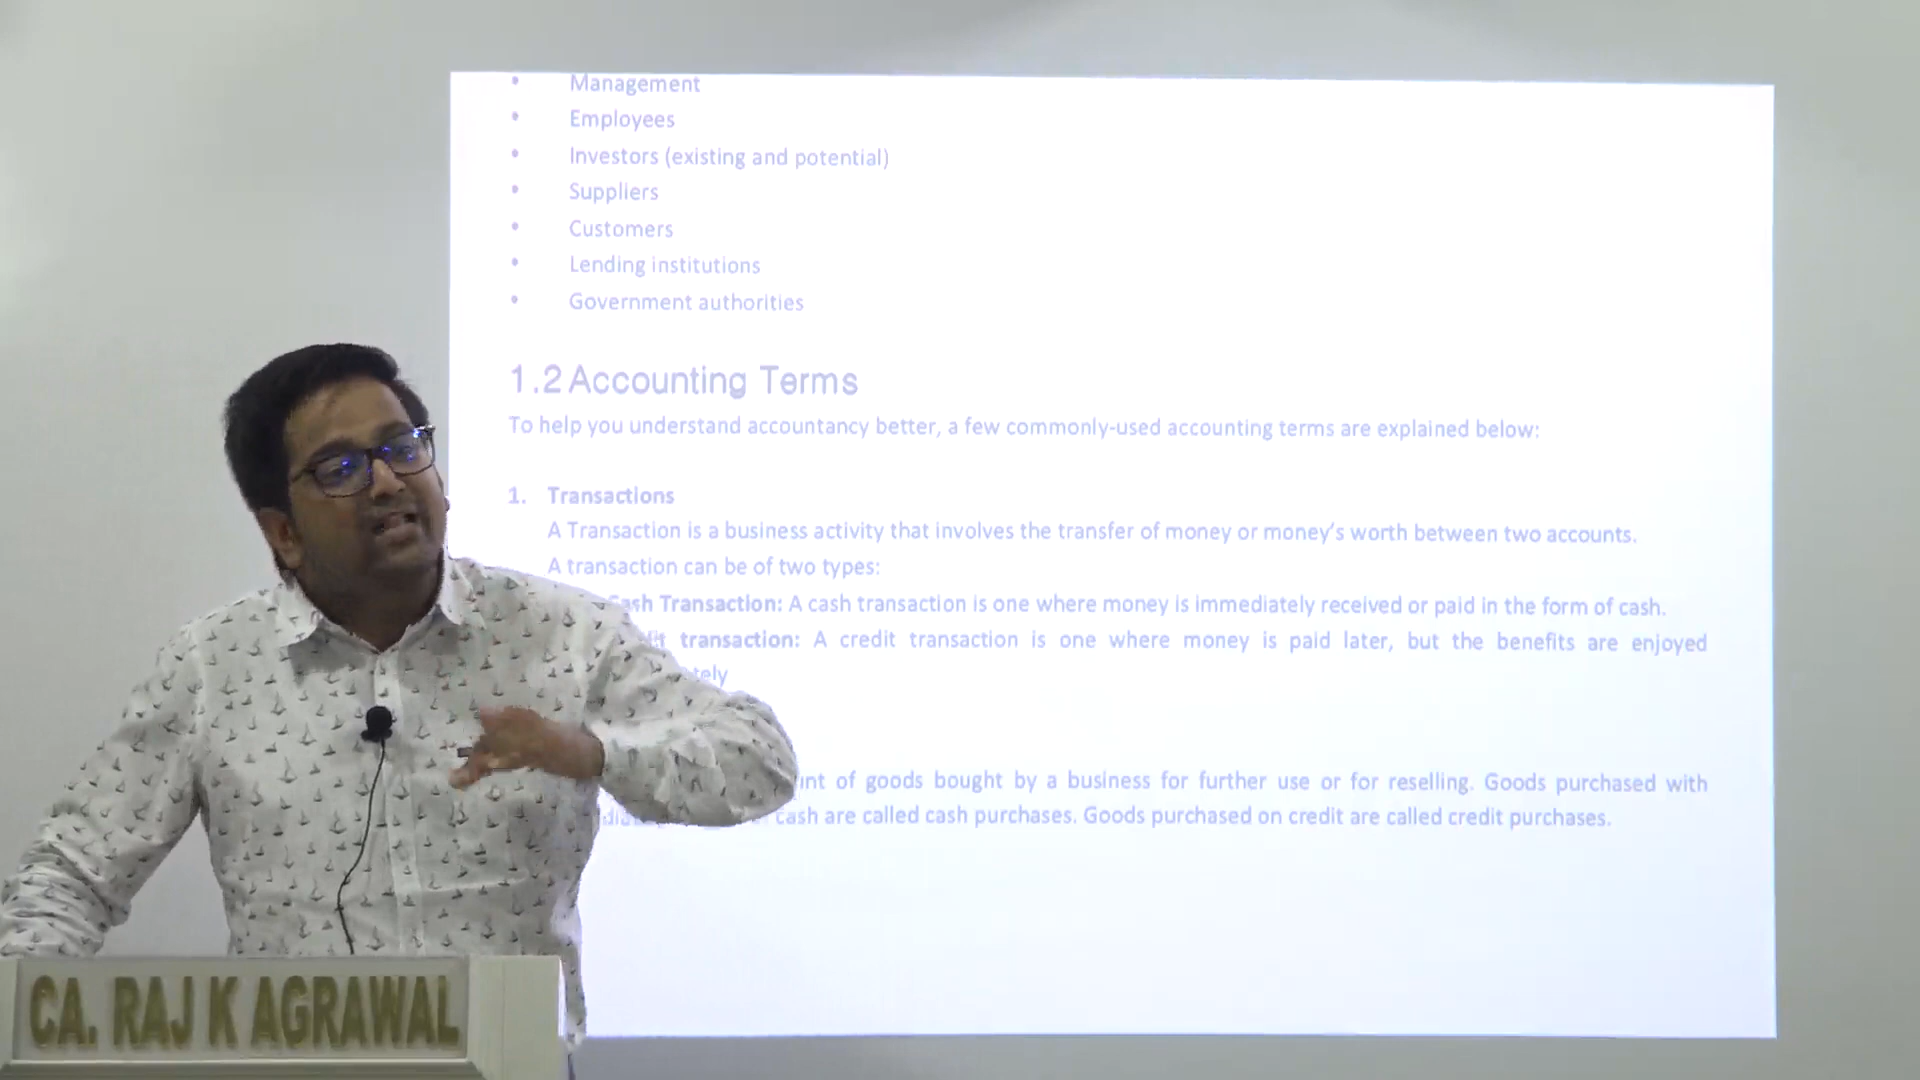 • Management
• Employees
• Investors (existing and potential)
• Suppliers
• Customers
• Lending institutions
• Government authorities
1.2 Accounting Terms
To help you understand accountancy better, a few commonly-used accounting terms are explained below:
1. Transactions
A Transaction is a business activity that involves the transfer of money or money's worth between two accounts.
A transaction can be of two types:
Transaction: A cash transaction is one where money is immediately received or paid in the form of cash.
transaction: A credit transaction is one where money is paid later, but the benefits are enjoyed
of goods bought by a business for further use or for reselling. Goods purchased with
cash are called cash purchases. Goods purchased on credit are called credit purchases.
CA. RAJ K AGRAWAL